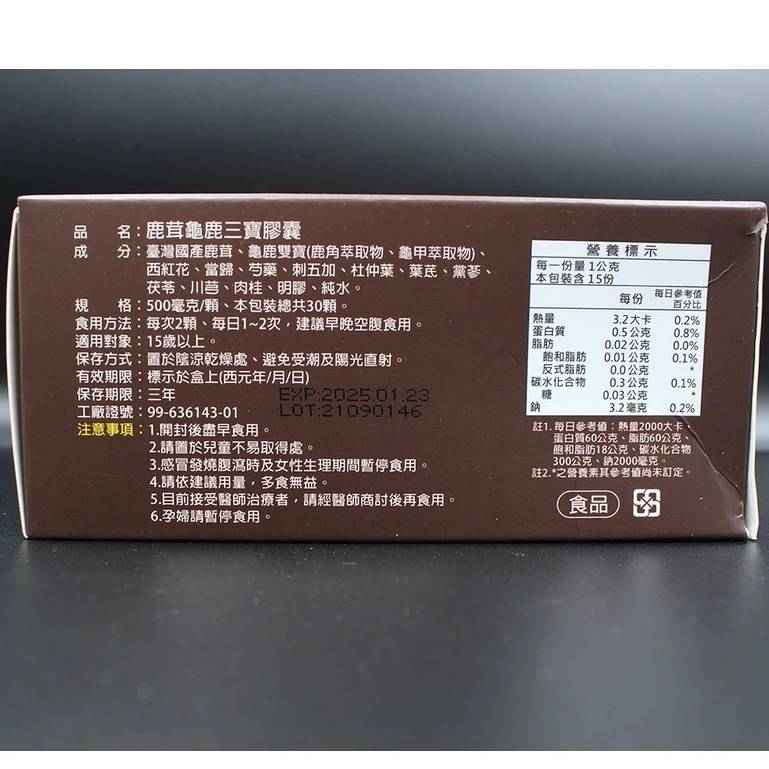 品　　名：鹿茸龜鹿三寶膠囊
成　　分：臺灣國產鹿茸、龜鹿雙寶(鹿角萃取物、龜甲萃取物)、
西紅花、當歸、芍藥、刺五加、杜仲葉、葉芪、黨蔘、
茯苓、川芎、肉桂、明膠、純水。
規　　格：500毫克/顆、本包裝總共30顆。
食用方法：每次2顆、每日1~2次，建議早晚空腹食用。
適用對象：15歲以上。
保存方式：置於陰涼乾燥處、避免受潮及陽光直射。
有效期限：標示於盒上(西元年/月/日)
保存期限：三年
EXP:2025.01.23
工廠證號：99-636143-01
LOT:21090146
注意事項：1.開封後盡早食用。
2.請置於兒童不易取得處。
3.感冒發燒腹瀉時及女性生理期間暫停食用。
4.請依建議用量，多食無益。
5.目前接受醫師治療者，請經醫師商討後再食用。
6.孕婦請暫停食用。
營養標示
每一份量 1公克
本包裝含 15份
每份 每日參考值百分比
熱量 3.2大卡 0.2%
蛋白質 0.5公克 0.8%
脂肪 0.02公克 0.0%
飽和脂肪 0.01公克 0.1%
反式脂肪 0.0公克 *
碳水化合物 0.3公克 0.1%
糖 0.03公克 *
鈉 3.2毫克 0.2%
註1.每日參考值：熱量2000大卡、
蛋白質60公克、脂肪60公克、
飽和脂肪18公克、碳水化合物
300公克、鈉2000毫克。
註2.*之營養素其參考值尚未訂定。
食品